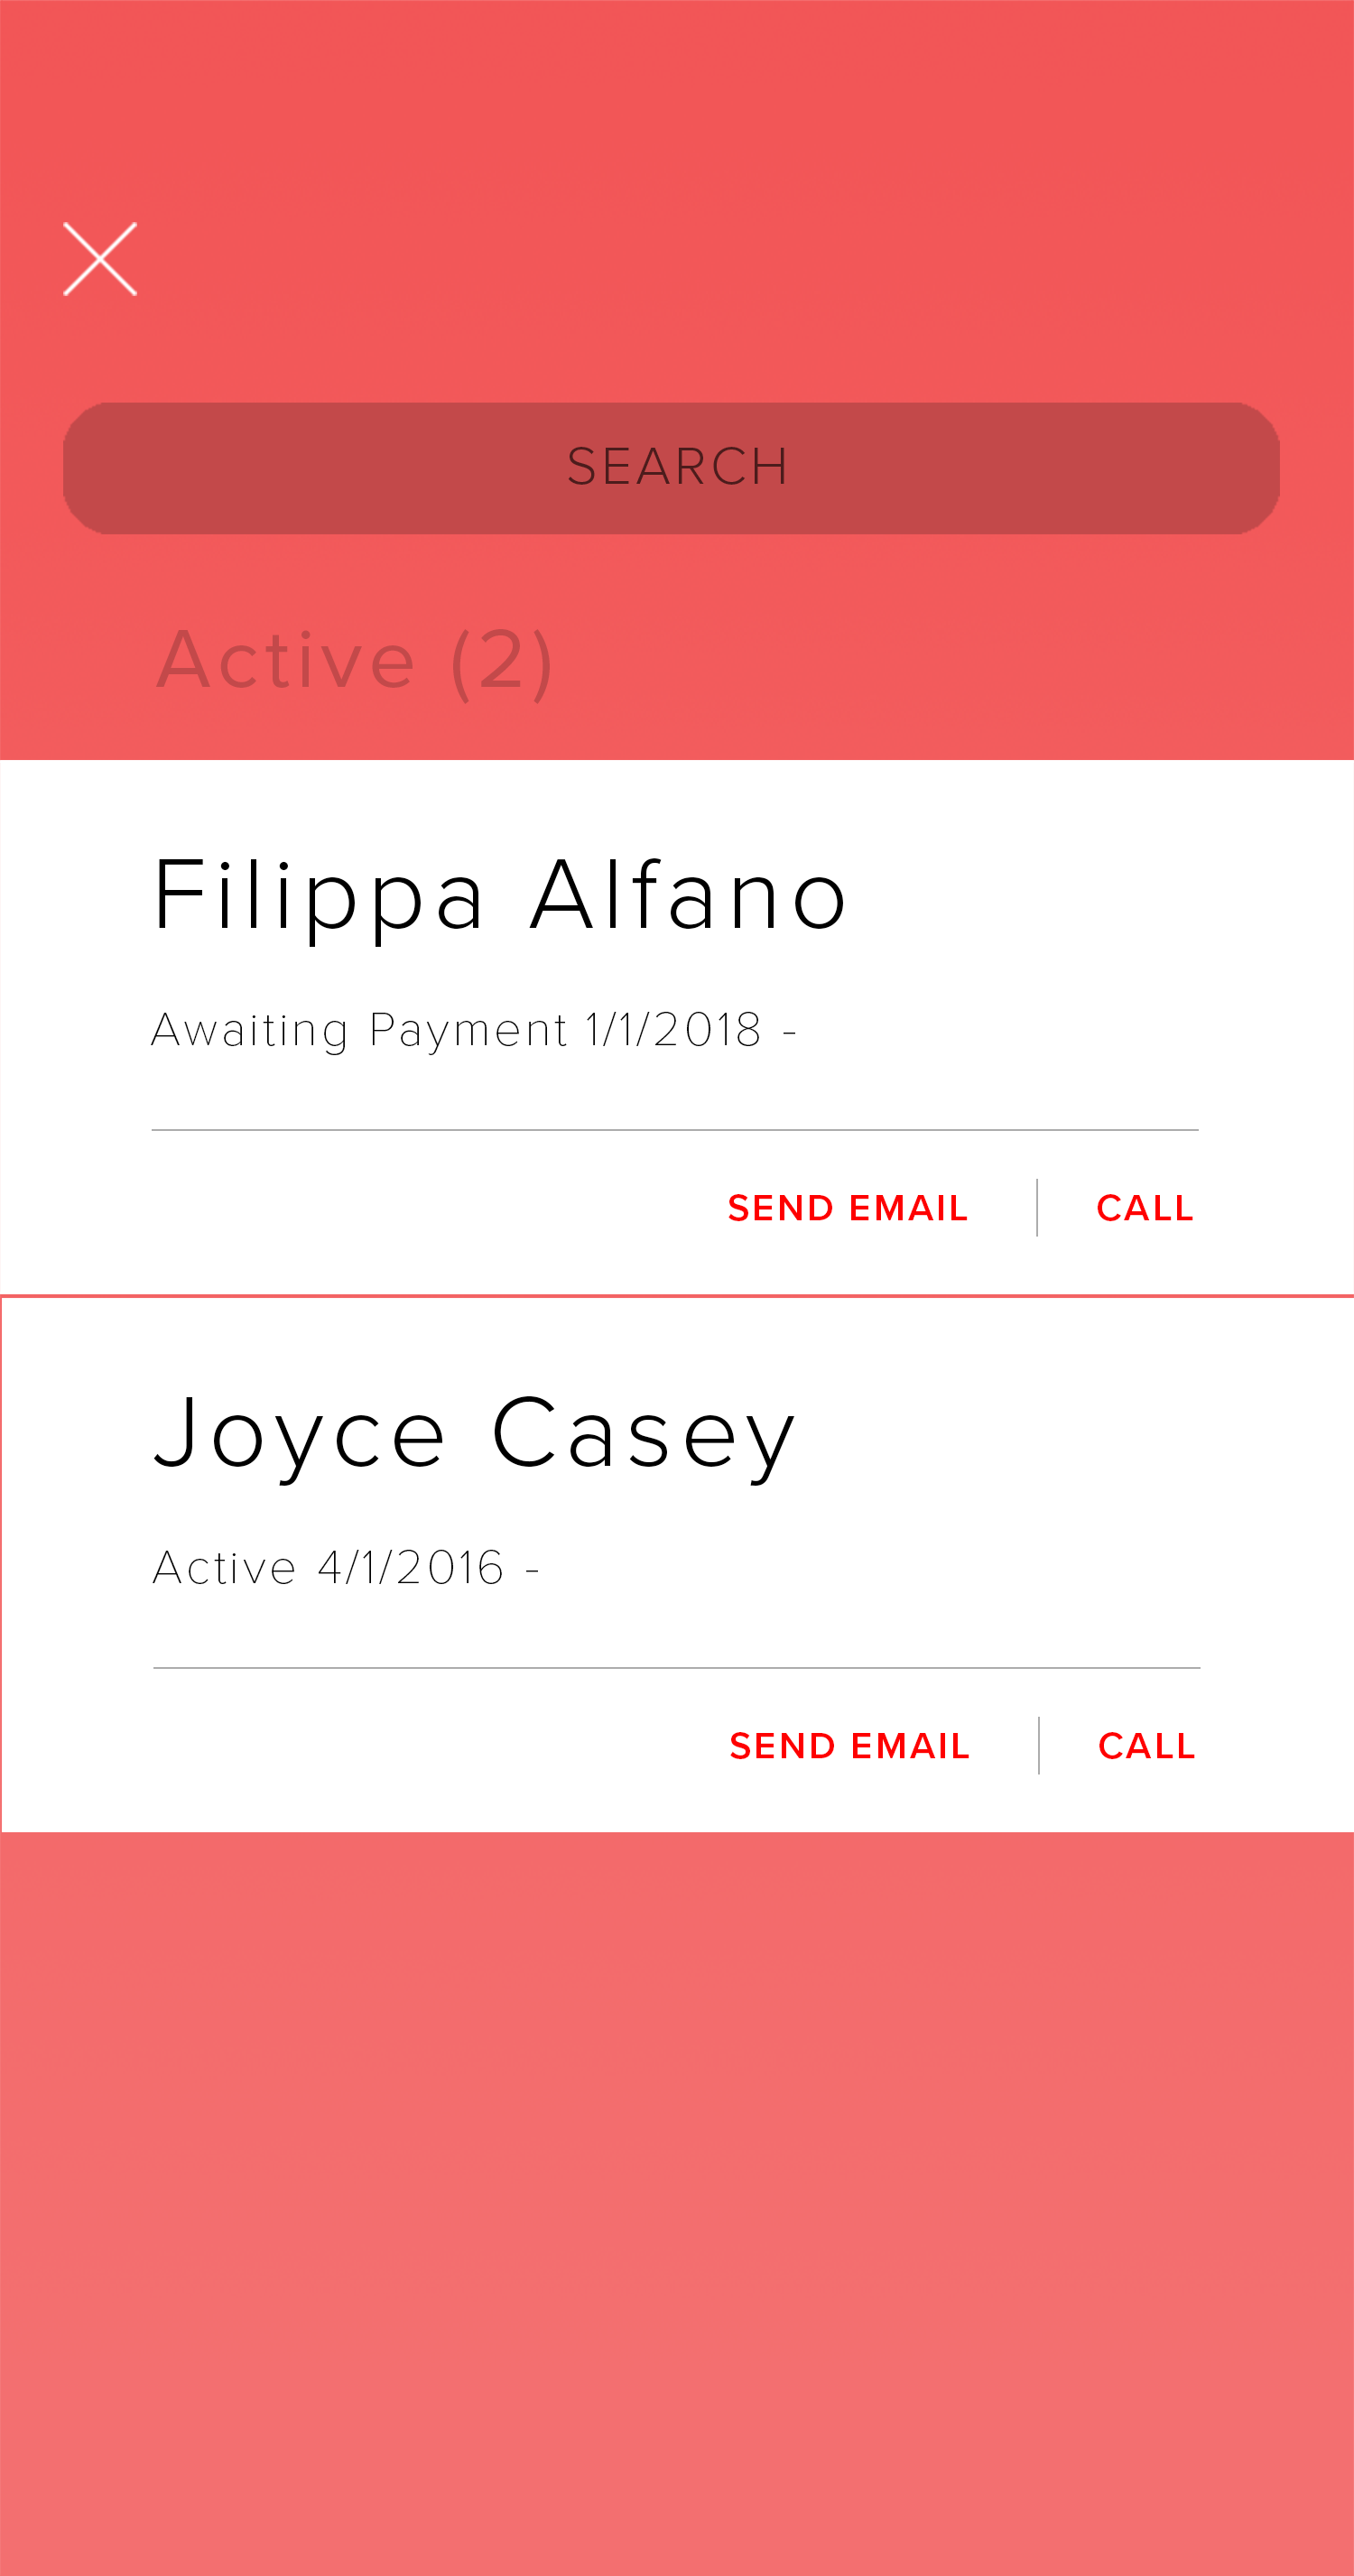 SEARCH
Active (2)
Filippa Alfano
Awaiting Payment 1/1/2018 -
SEND EMAIL CALL
Joyce Casey
Active 4/1/2016 -
SEND EMAIL CALL